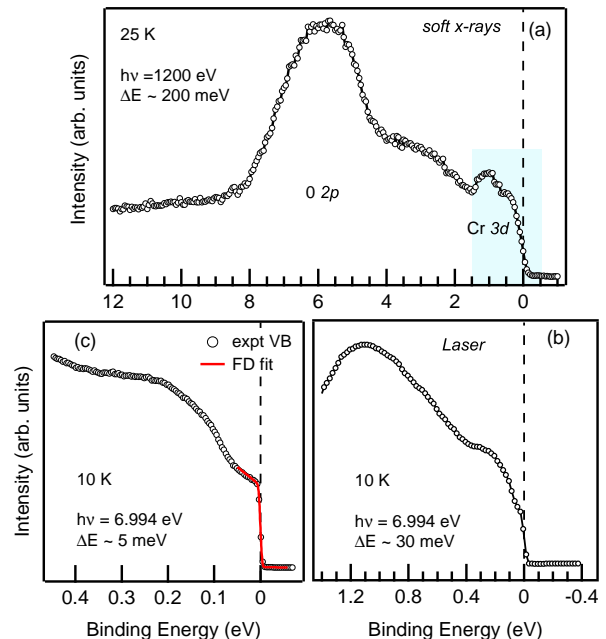 25 K
soft x-rays
(a)
hν =1200 eV
ΔE ~ 200 meV
Intensity (arb. units)
0 2p
Cr 3d
12
10
8
6
4
2
0
(c)
expt VB
FD fit
Laser
(b)
Intensity (arb. units)
10 K
hν = 6.994 eV
ΔE ~ 5 meV
10 K
hν = 6.994 eV
ΔE ~ 30 meV
0.4
0.3
0.2
0.1
0
1.2
0.8
0.4
0
-0.4
Binding Energy (eV)
Binding Energy (eV)